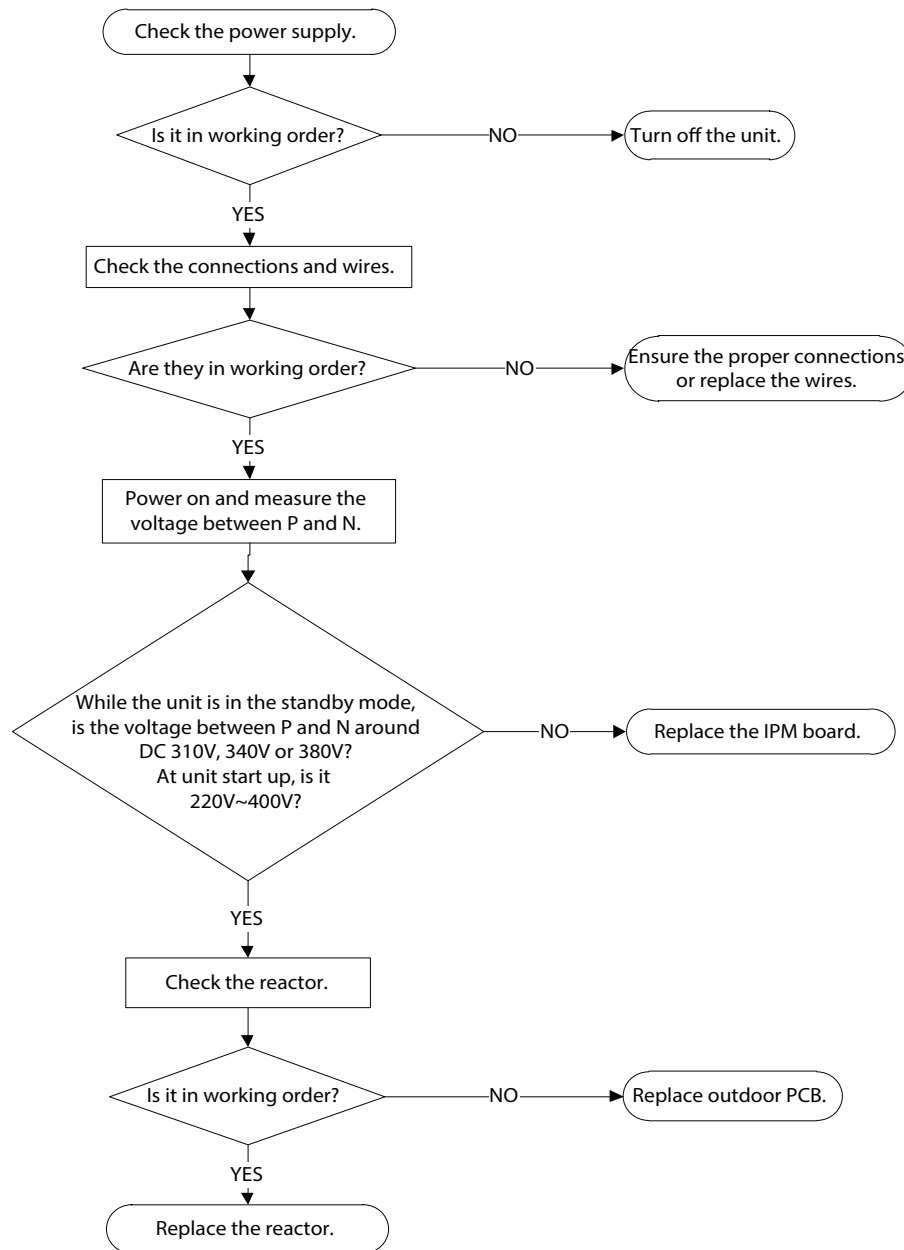 Check the power supply.
Is it in working order?
NO
Turn off the unit.
YES
Check the connections and wires.
Are they in working order?
NO
Ensure the proper connections
or replace the wires.
YES
Power on and measure the
voltage between P and N.
While the unit is in the standby mode,
is the voltage between P and N around
DC 310V, 340V or 380V?
At unit start up, is it
220V~400V?
NO
Replace the IPM board.
YES
Check the reactor.
Is it in working order?
NO
Replace outdoor PCB.
YES
Replace the reactor.